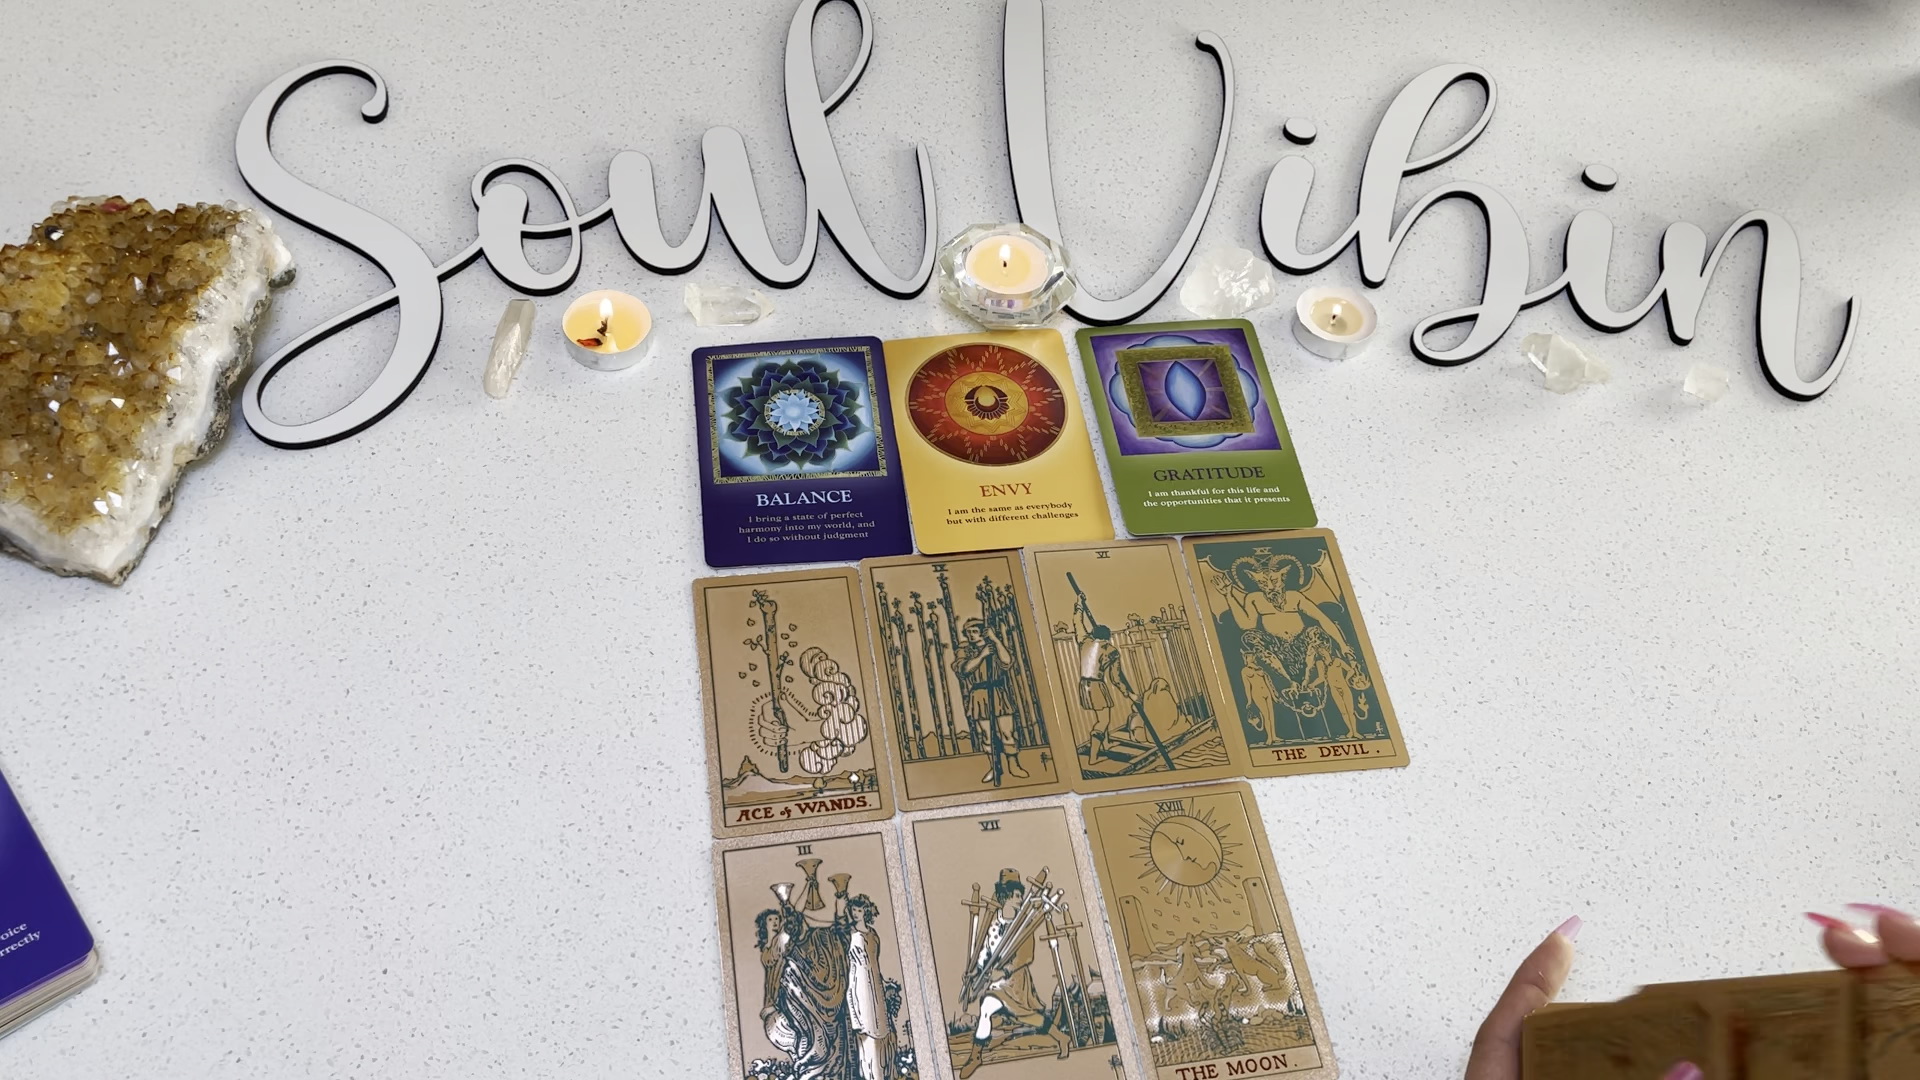 Soul Vibin
BALANCE
I bring a state of perfect
harmony into my world, and
I do so without judgment
ENVY
I am the same as everybody
but with different challenges
GRATITUDE
I am thankful for this life and
the opportunities that it presents
ACE of WANDS.
IX
VI
XV
THE DEVIL.
III
VII
XVIII
THE MOON.